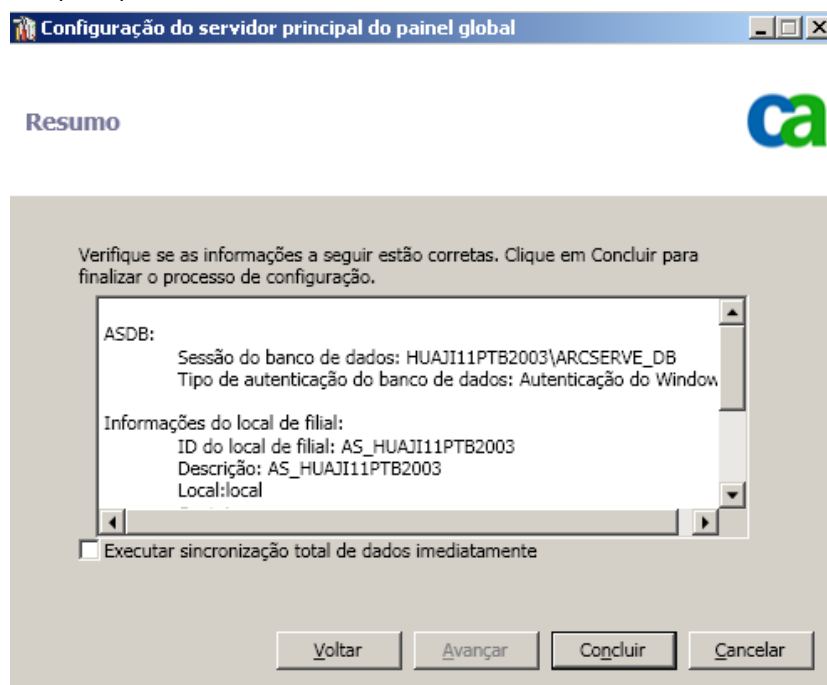 Configuração do servidor principal do painel global
Resumo
ca
Verifique se as informações a seguir estão corretas. Clique em Concluir para
finalizar o processo de configuração.
ASDB:
Sessão do banco de dados: HUAJI11PTB2003\ARCSERVE_DB
Tipo de autenticação do banco de dados: Autenticação do Window
Informações do local de filial:
ID do local de filial: AS_HUAJI11PTB2003
Descrição: AS_HUAJI11PTB2003
Local:local
Executar sincronização total de dados imediatamente
Voltar Avançar Concluir Cancelar